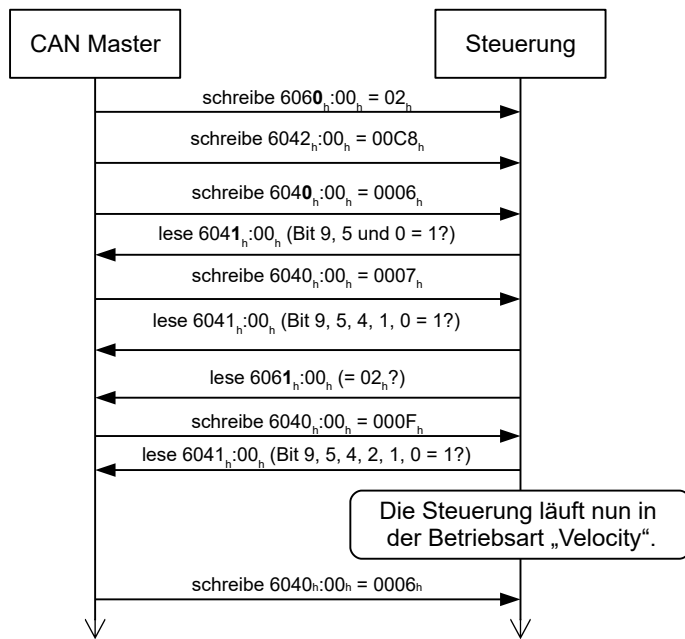 CAN Master
Steuerung
schreibe 6060ₕ:00ₕ = 02ₕ
schreibe 6042ₕ:00ₕ = 00C8ₕ
schreibe 6040ₕ:00ₕ = 0006ₕ
lese 6041ₕ:00ₕ (Bit 9, 5 und 0 = 1?)
schreibe 6040ₕ:00ₕ = 0007ₕ
lese 6041ₕ:00ₕ (Bit 9, 5, 4, 1, 0 = 1?)
lese 6061ₕ:00ₕ (= 02ₕ?)
schreibe 6040ₕ:00ₕ = 000Fₕ
lese 6041ₕ:00ₕ (Bit 9, 5, 4, 2, 1, 0 = 1?)
Die Steuerung läuft nun in
der Betriebsart „Velocity“.
schreibe 6040ₕ:00ₕ = 0006ₕ